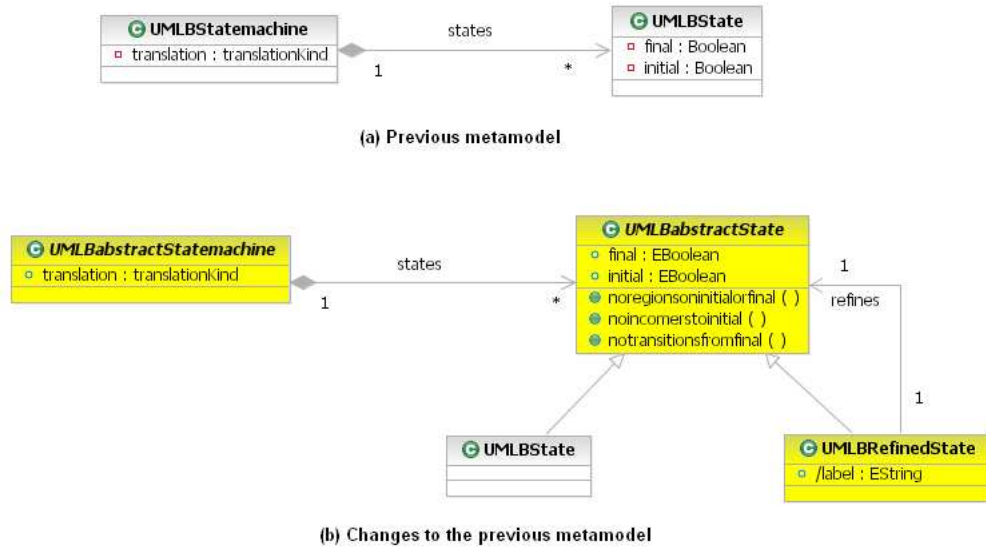 C UMLBStatemachine
translation : translationKind
states
1
*
C UMLBState
final : Boolean
initial : Boolean
(a) Previous metamodel
C UMLBabstractStatemachine
translation : translationKind
states
1
*
C UMLBabstractState
final : EBoolean
initial : EBoolean
noregionsoninitialorfinal ( )
noincomerstoinitial ( )
notransitionsfromfinal ( )
1
refines
1
C UMLBState
C UMLBRefinedState
/label : EString
(b) Changes to the previous metamodel